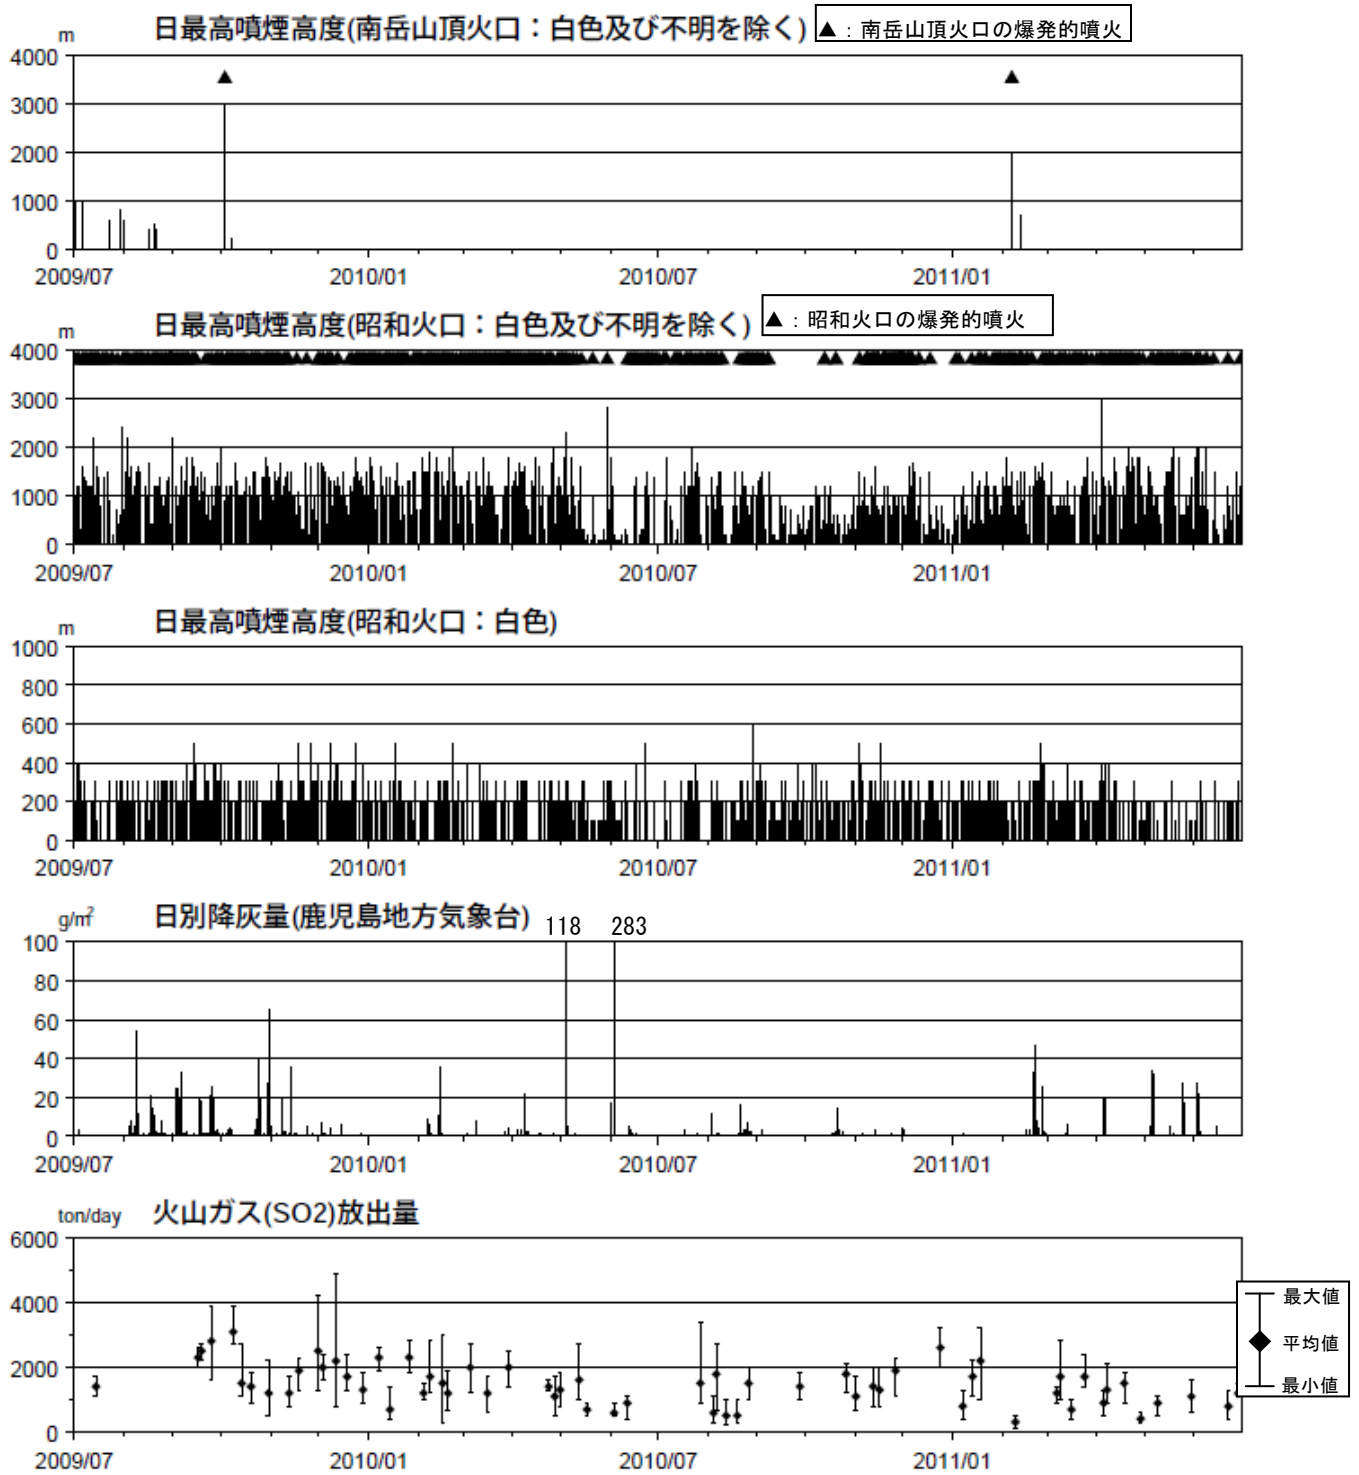 m 日最高噴煙高度(南岳山頂火口：白色及び不明を除く) ▲：南岳山頂火口の爆発的噴火
4000
3000
2000
1000
0
2009/07 2010/01 2010/07 2011/01
m 日最高噴煙高度(昭和火口：白色及び不明を除く) ▲：昭和火口の爆発的噴火
4000
3000
2000
1000
0
2009/07 2010/01 2010/07 2011/01
m 日最高噴煙高度(昭和火口：白色)
1000
800
600
400
200
0
2009/07 2010/01 2010/07 2011/01
g/m² 日別降灰量(鹿児島地方気象台) 118 283
100
80
60
40
20
0
2009/07 2010/01 2010/07 2011/01
ton/day 火山ガス(SO2)放出量
6000
4000
2000
0
2009/07 2010/01 2010/07 2011/01
最大値
平均値
最小値